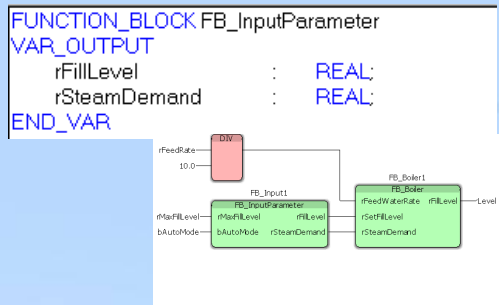 FUNCTION_BLOCK FB_InputParameter
VAR_OUTPUT
rFillLevel : REAL;
rSteamDemand : REAL;
END_VAR
DIV
rFeedRate
10.0
FB_Boiler1
FB_Input1
FB_Boiler
FB_InputParameter
rFeedWaterRate rFillLevel Level
rMaxFillLevel rMaxFillLevel rFillLevel rSetFillLevel
bAutoMode bAutoMode rSteamDemand rSteamDemand